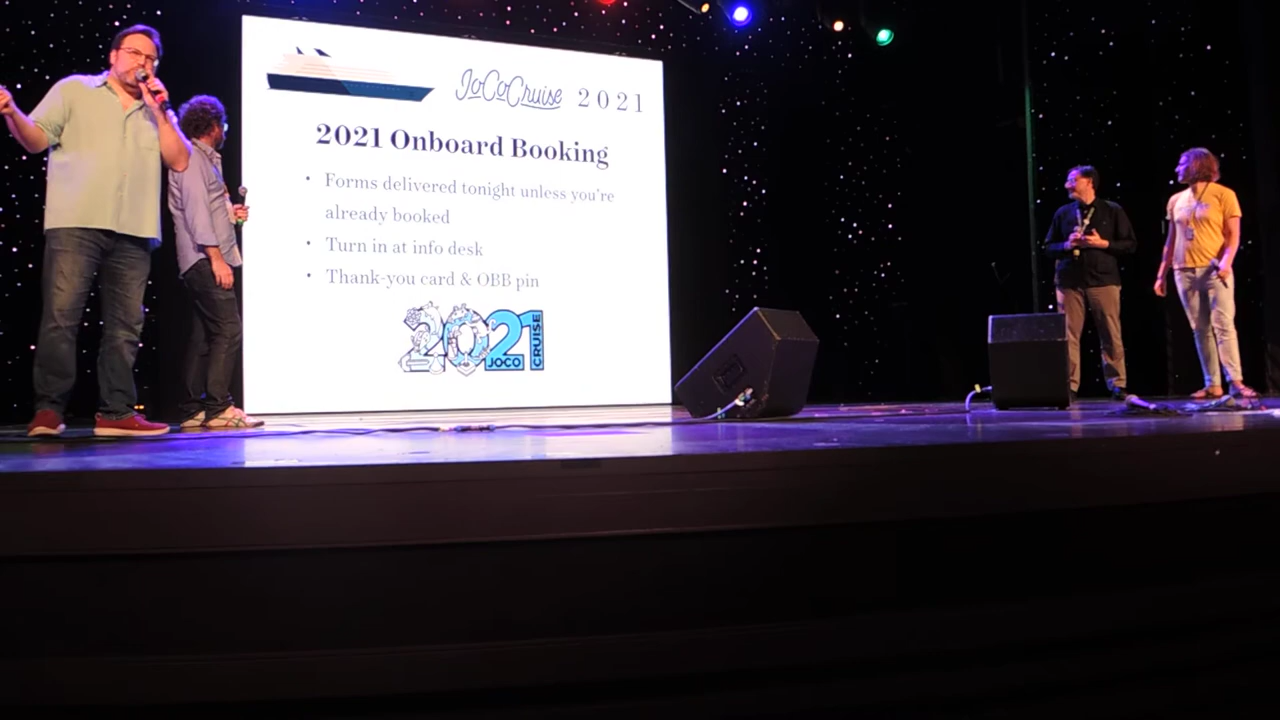 JoCoCruise 2021
2021 Onboard Booking
• Forms delivered tonight unless you're
already booked
• Turn in at info desk
• Thank-you card & OBB pin
2021
JOCO
CRUISE